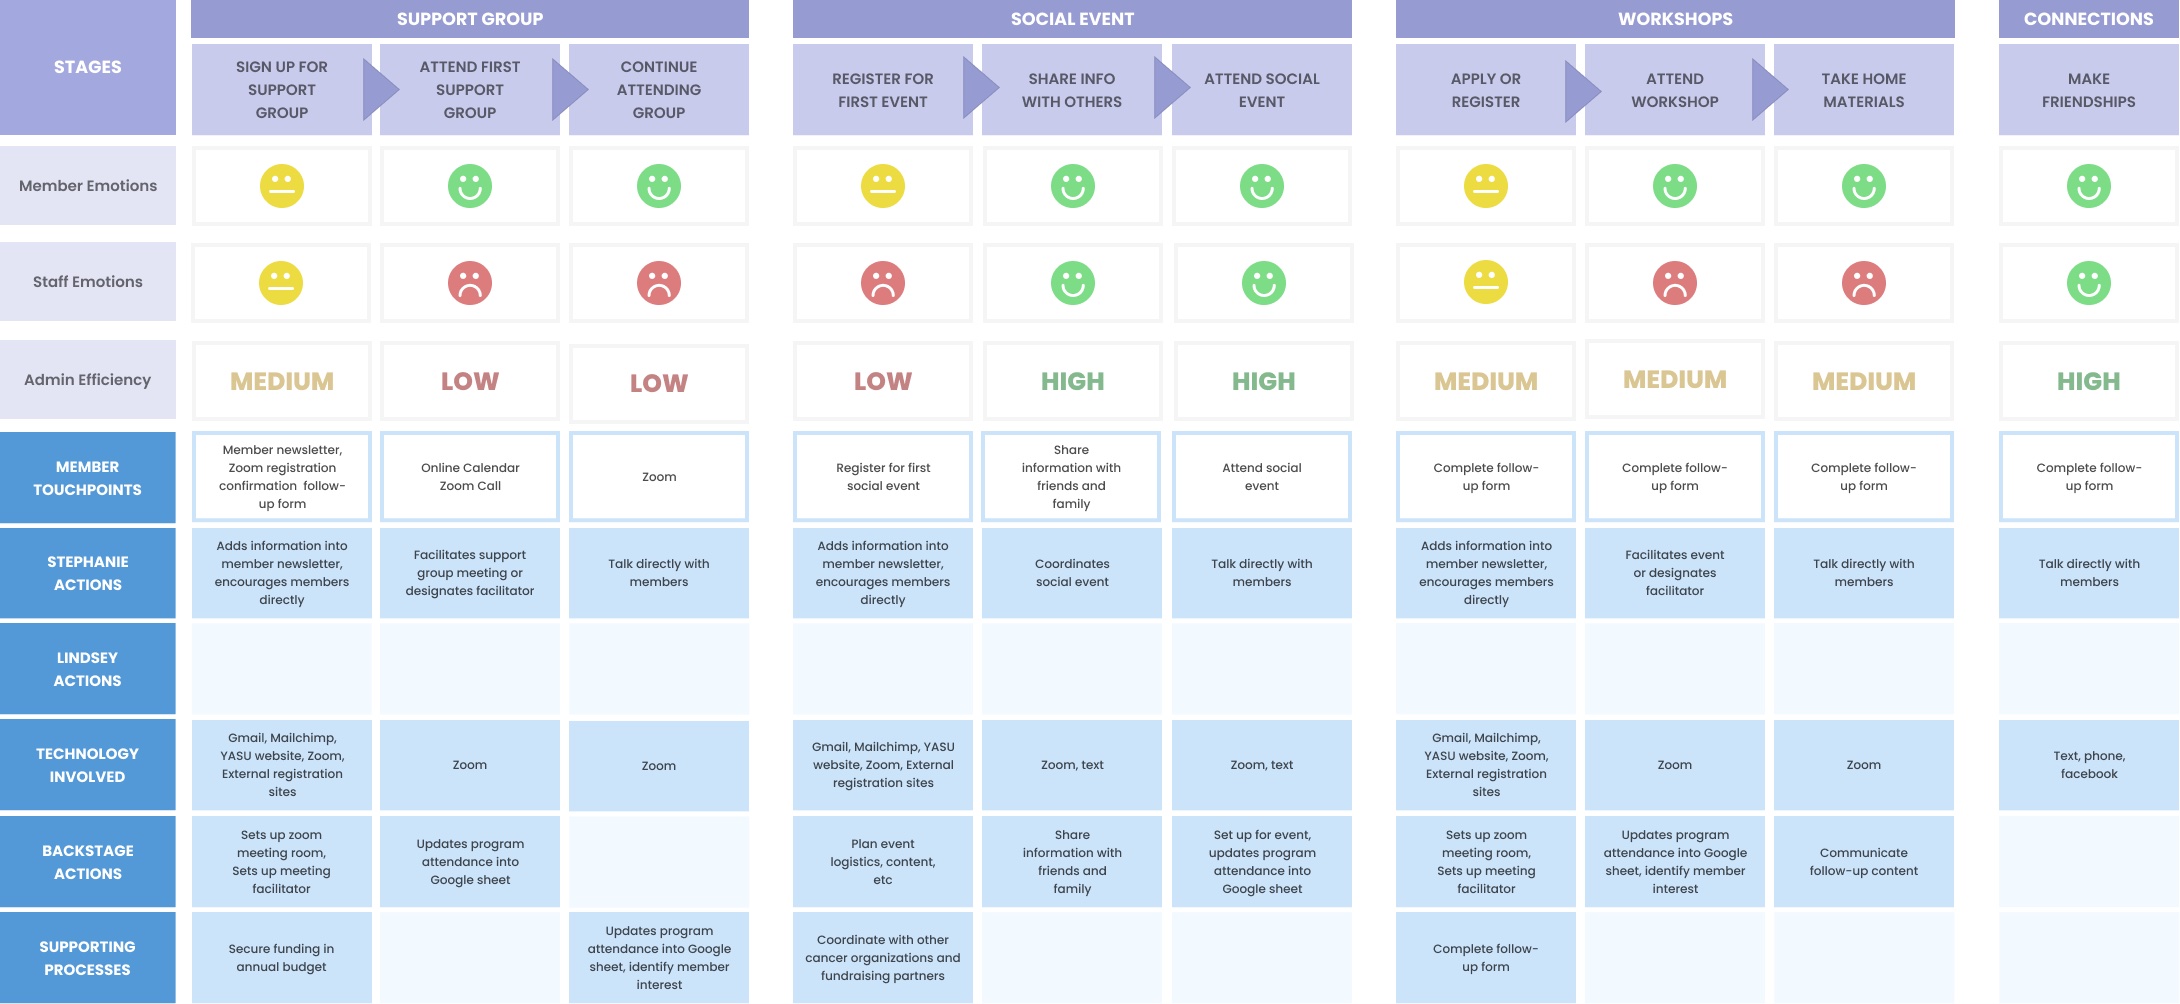 SUPPORT GROUP
SOCIAL EVENT
WORKSHOPS
CONNECTIONS
STAGES
SIGN UP FOR
SUPPORT
GROUP
ATTEND FIRST
SUPPORT
GROUP
CONTINUE
ATTENDING
GROUP
REGISTER FOR
FIRST EVENT
SHARE INFO
WITH OTHERS
ATTEND SOCIAL
EVENT
APPLY OR
REGISTER
ATTEND
WORKSHOP
TAKE HOME
MATERIALS
MAKE
FRIENDSHIPS
Member Emotions
Staff Emotions
Admin Efficiency
MEDIUM
LOW
LOW
LOW
HIGH
HIGH
MEDIUM
MEDIUM
MEDIUM
HIGH
MEMBER
TOUCHPOINTS
Member newsletter,
Zoom registration
confirmation follow-
up form
Online Calendar
Zoom Call
Zoom
Register for first
social event
Share
information with
friends and
family
Attend social
event
Complete follow-
up form
Complete follow-
up form
Complete follow-
up form
Complete follow-
up form
STEPHANIE
ACTIONS
Adds information into
member newsletter,
encourages members
directly
Facilitates support
group meeting or
designates facilitator
Talk directly with
members
Adds information into
member newsletter,
encourages members
directly
Coordinates
social event
Talk directly with
members
Adds information into
member newsletter,
encourages members
directly
Facilitates event
or designates
facilitator
Talk directly with
members
Talk directly with
members
LINDSEY
ACTIONS
TECHNOLOGY
INVOLVED
Gmail, Mailchimp,
YASU website, Zoom,
External registration
sites
Zoom
Zoom
Gmail, Mailchimp, YASU
website, Zoom, External
registration sites
Zoom, text
Zoom, text
Gmail, Mailchimp,
YASU website, Zoom,
External registration
sites
Zoom
Zoom
Text, phone,
facebook
BACKSTAGE
ACTIONS
Sets up zoom
meeting room,
Sets up meeting
facilitator
Updates program
attendance into
Google sheet
Plan event
logistics, content,
etc
Share
information with
friends and
family
Set up for event,
updates program
attendance into
Google sheet
Sets up zoom
meeting room,
Sets up meeting
facilitator
Updates program
attendance into Google
sheet, identify member
interest
Communicate
follow-up content
SUPPORTING
PROCESSES
Secure funding in
annual budget
Updates program
attendance into Google
sheet, identify member
interest
Coordinate with other
cancer organizations and
fundraising partners
Complete follow-
up form